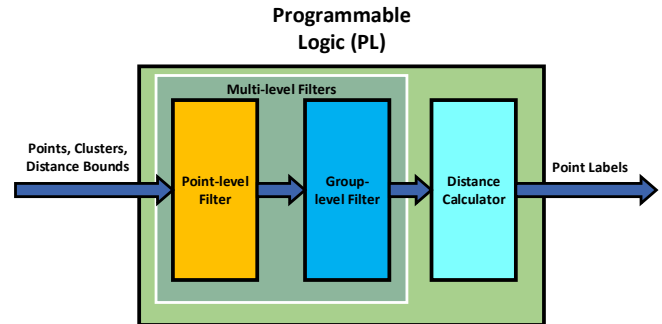 Programmable
Logic (PL)
Multi-level Filters
Points, Clusters,
Distance Bounds
Point-level
Filter
Group-
level Filter
Distance
Calculator
Point Labels